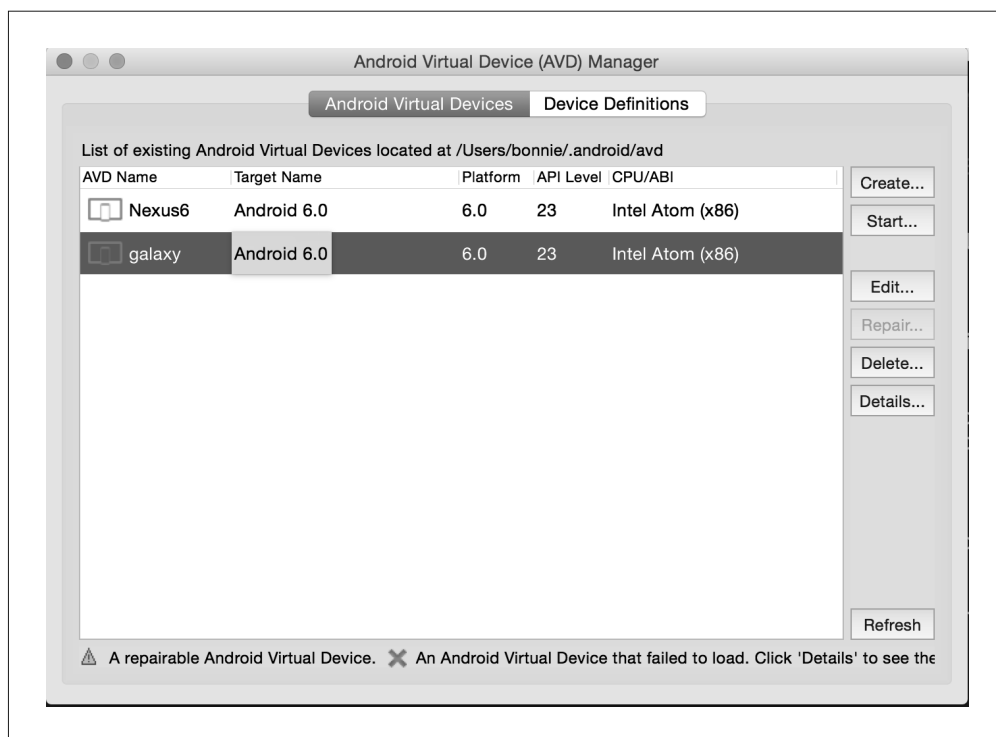 Android Virtual Device (AVD) Manager
Android Virtual Devices Device Definitions
List of existing Android Virtual Devices located at /Users/bonnie/.android/avd
AVD Name Target Name Platform API Level CPU/ABI
Nexus6 Android 6.0 6.0 23 Intel Atom (x86)
galaxy Android 6.0 6.0 23 Intel Atom (x86)
Create...
Start...
Edit...
Repair...
Delete...
Details...
Refresh
A repairable Android Virtual Device. An Android Virtual Device that failed to load. Click 'Details' to see the